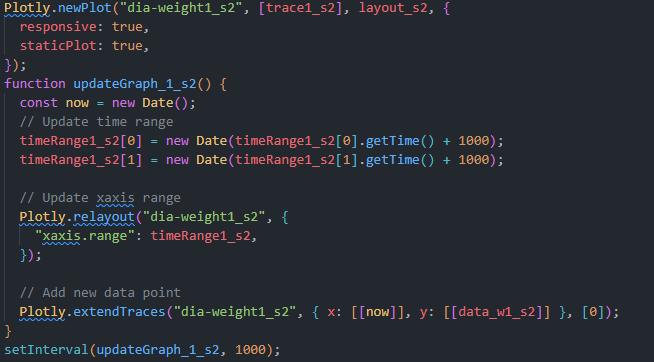 Plotly.newPlot("dia-weight1_s2", [trace1_s2], layout_s2, {
  responsive: true,
  staticPlot: true,
});
function updateGraph_1_s2() {
  const now = new Date();
  // Update time range
  timeRange1_s2[0] = new Date(timeRange1_s2[0].getTime() + 1000);
  timeRange1_s2[1] = new Date(timeRange1_s2[1].getTime() + 1000);

  // Update xaxis range
  Plotly.relayout("dia-weight1_s2", {
    "xaxis.range": timeRange1_s2,
  });

  // Add new data point
  Plotly.extendTraces("dia-weight1_s2", { x: [[now]], y: [[data_w1_s2]] }, [0]);
}
setInterval(updateGraph_1_s2, 1000);